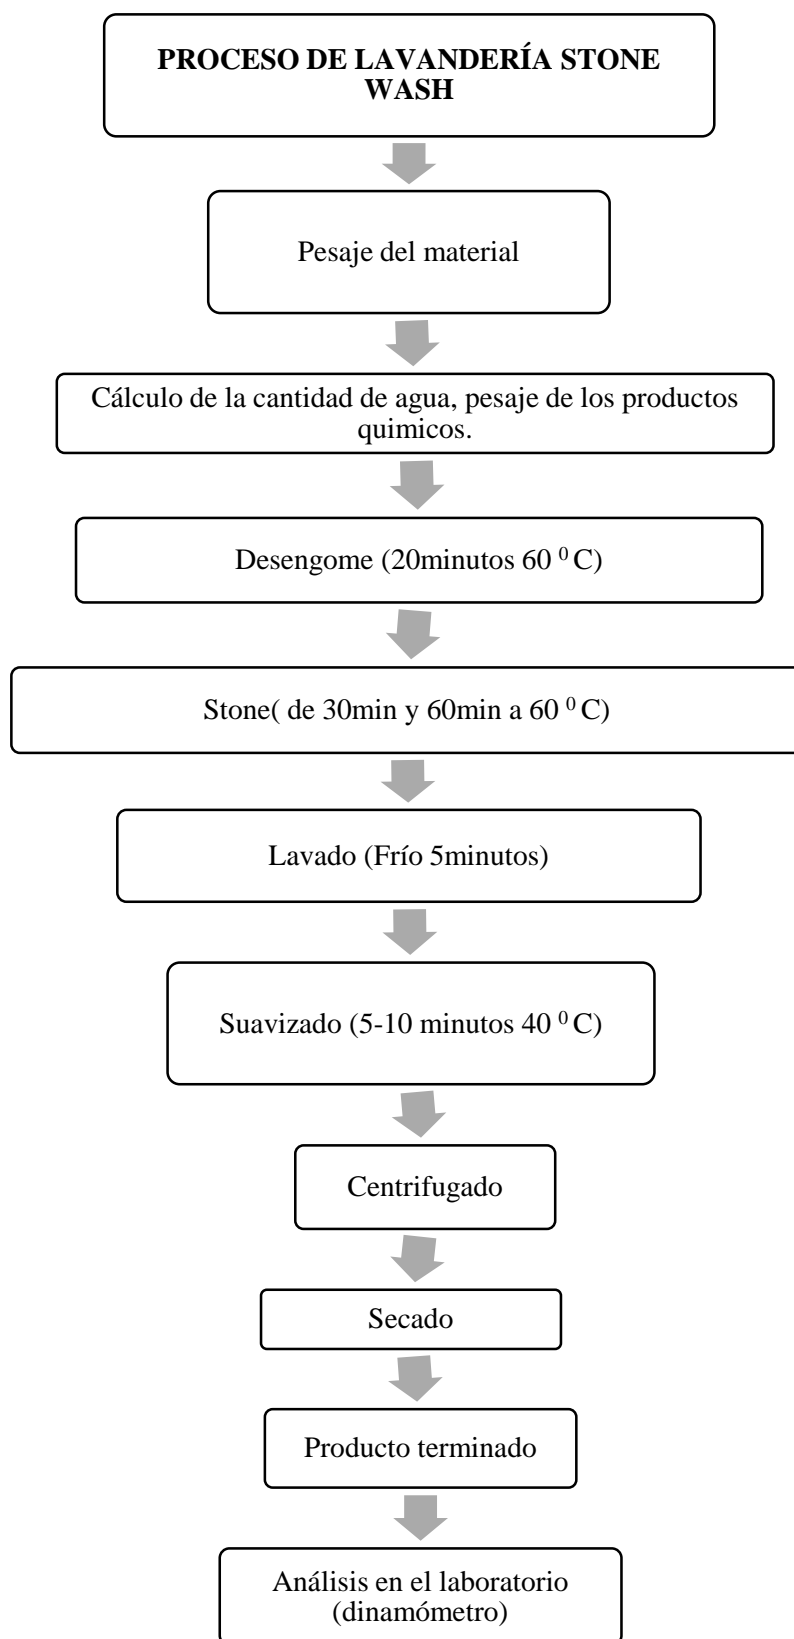 PROCESO DE LAVANDERÍA STONE
WASH
Pesaje del material
Cálculo de la cantidad de agua, pesaje de los productos
quimicos.
Desengome (20minutos 60 ⁰ C)
Stone( de 30min y 60min a 60 ⁰ C)
Lavado (Frío 5minutos)
Suavizado (5-10 minutos 40 ⁰ C)
Centrifugado
Secado
Producto terminado
Análisis en el laboratorio
(dinamómetro)